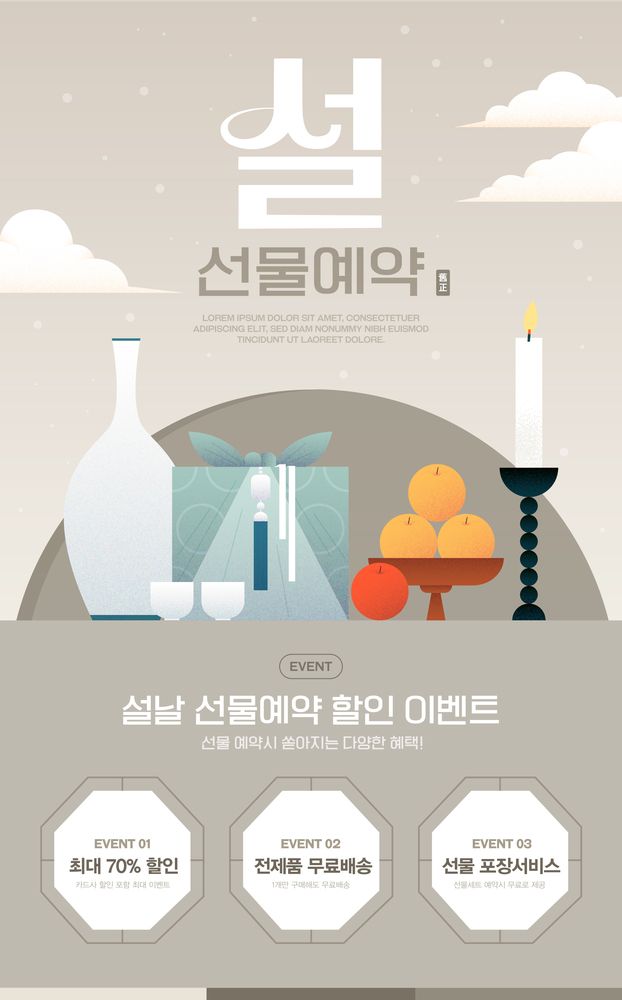 설
선물예약
舊正
LOREM IPSUM DOLOR SIT AMET, CONSECTETUER
ADIPISCING ELIT, SED DIAM NONUMMY NIBH EUISMOD
TINCIDUNT UT LAOREET DOLORE.
EVENT
설날 선물예약 할인 이벤트
선물 예약시 쏟아지는 다양한 혜택!
EVENT 01
최대 70% 할인
카드사 할인 포함 최대 이벤트
EVENT 02
전제품 무료배송
1개만 구매해도 무료배송
EVENT 03
선물 포장서비스
선물세트 예약시 무료로 제공